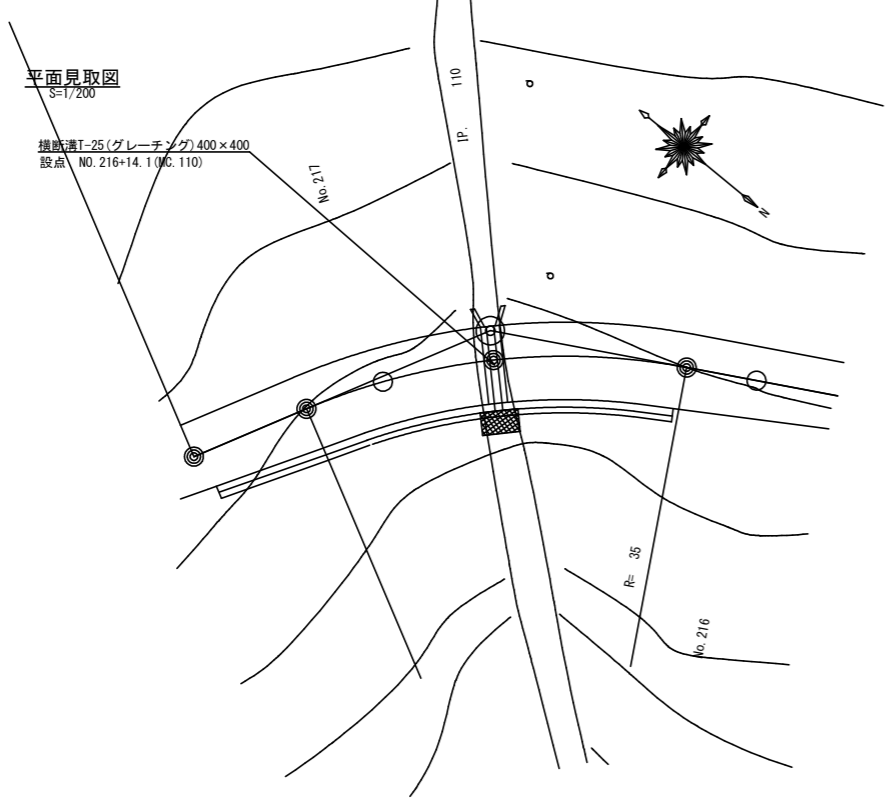 平面見取図
S=1/200
横断溝T-25(グレーチング)400×400
設点 NO.216+14.1(MC.110)
No.217
IP. 110
N
R= 35
No.216